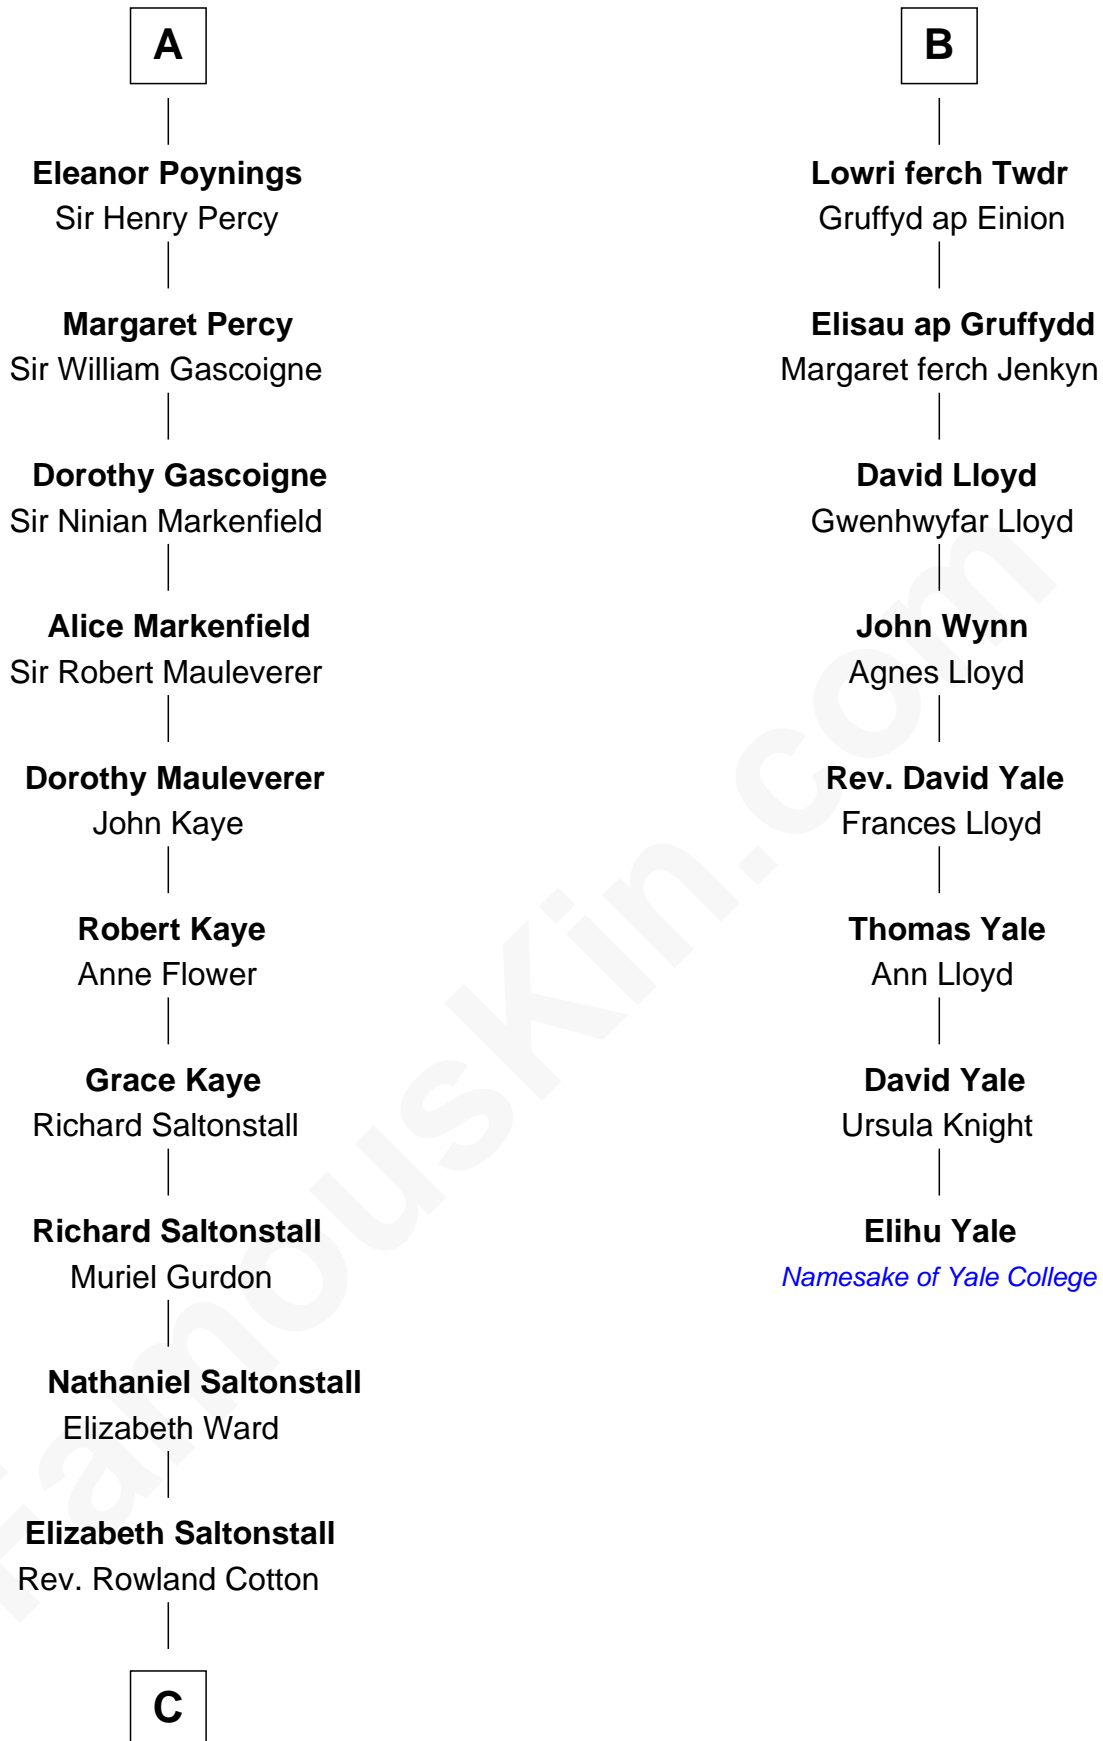 A
Eleanor Poynings
Sir Henry Percy
Margaret Percy
Sir William Gascoigne
Dorothy Gascoigne
Sir Ninian Markenfield
Alice Markenfield
Sir Robert Mauleverer
Dorothy Mauleverer
John Kaye
Robert Kaye
Anne Flower
Grace Kaye
Richard Saltonstall
Richard Saltonstall
Muriel Gurdon
Nathaniel Saltonstall
Elizabeth Ward
Elizabeth Saltonstall
Rev. Rowland Cotton
C
B
Lowri ferch Twdr
Gruffyd ap Einion
Elisau ap Gruffydd
Margaret ferch Jenkyn
David Lloyd
Gwenhwyfar Lloyd
John Wynn
Agnes Lloyd
Rev. David Yale
Frances Lloyd
Thomas Yale
Ann Lloyd
David Yale
Ursula Knight
Elihu Yale
Namesake of Yale College
FamousKin.com